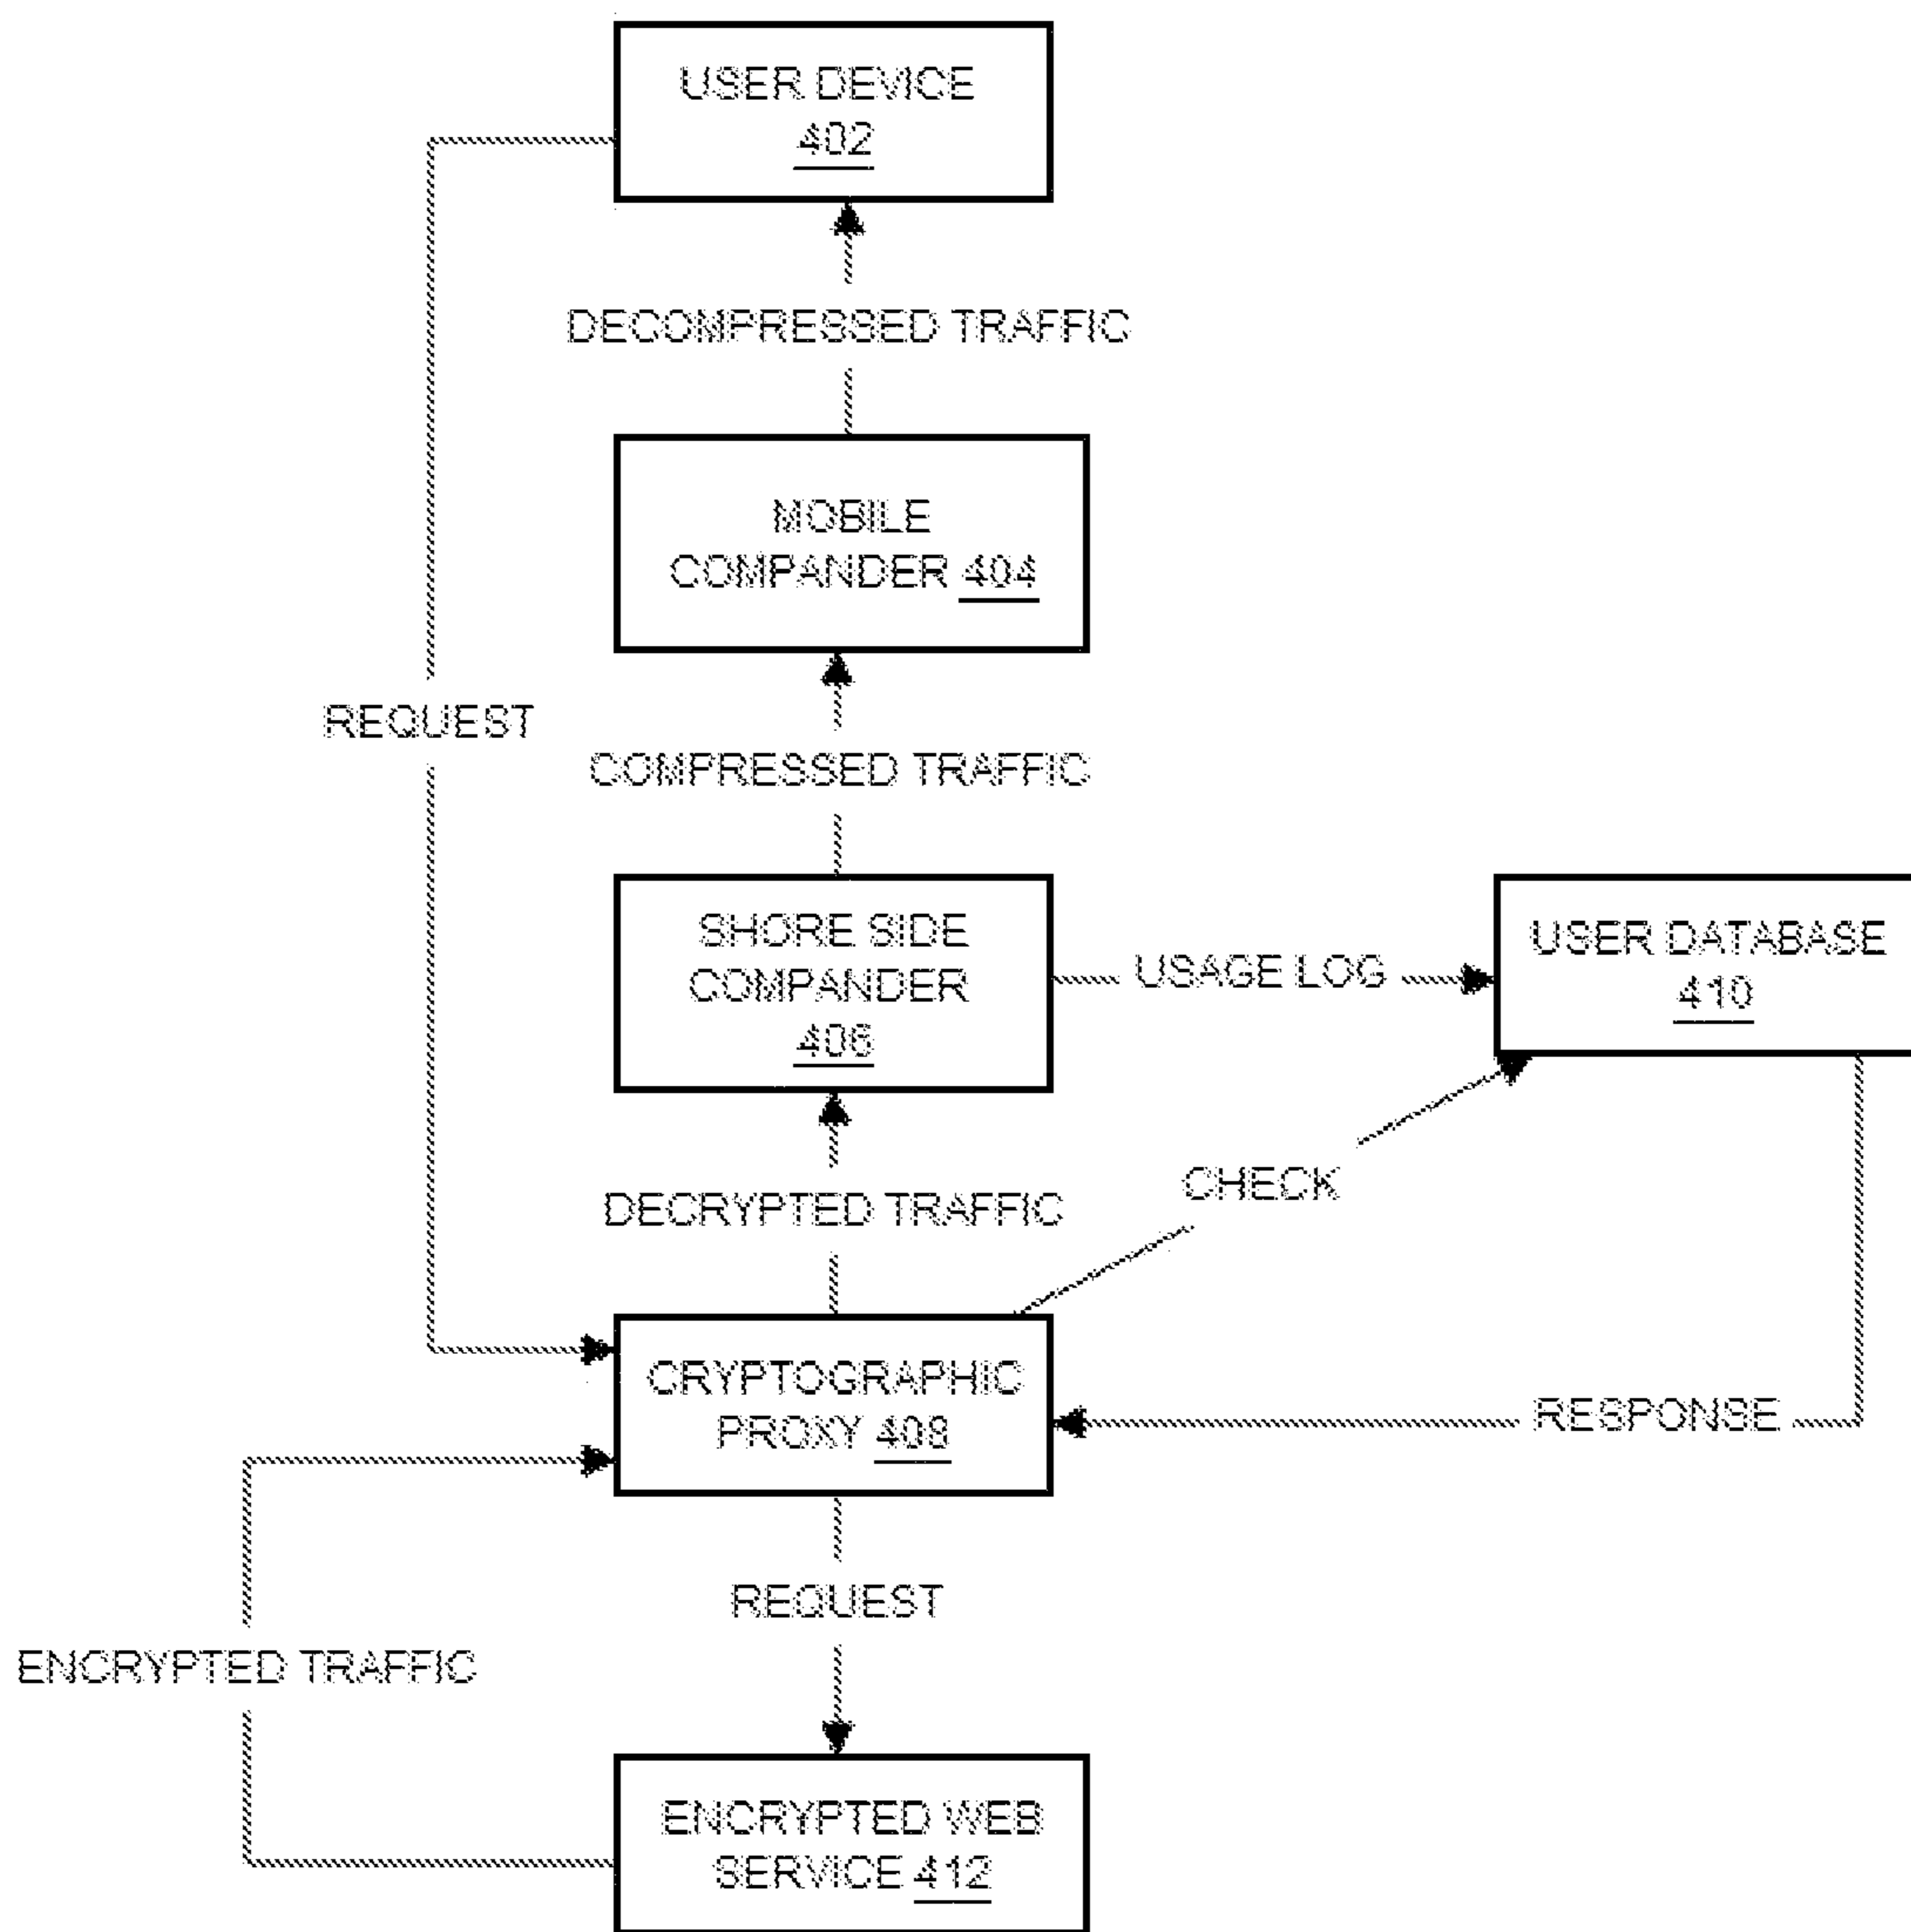 USER DEVICE
402
DECOMPRESSED TRAFFIC
MOBILE
COMPANDER 404
REQUEST
COMPRESSED TRAFFIC
SHORE SIDE
COMPANDER
406
USAGE LOG
USER DATABASE
410
CHECK
DECRYPTED TRAFFIC
CRYPTOGRAPHIC
PROXY 408
RESPONSE
REQUEST
ENCRYPTED TRAFFIC
ENCRYPTED WEB
SERVICE 412